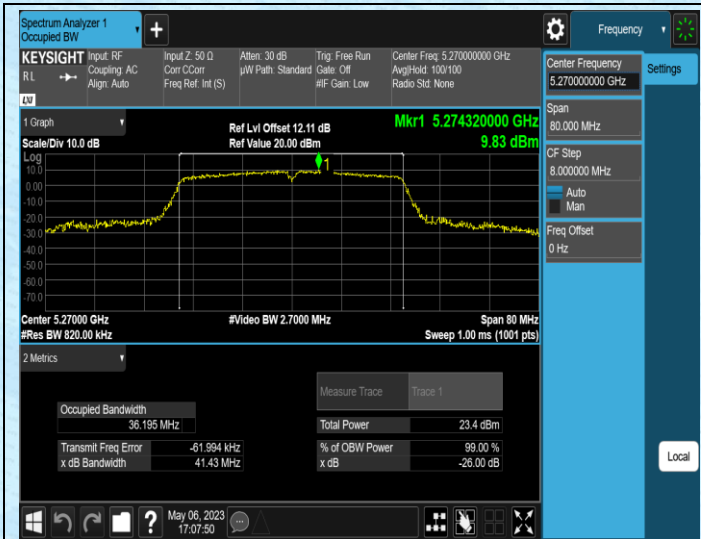 Spectrum Analyzer 1
Occupied BW
+
Frequency
KEYSIGHT
RL
LXI
Input: RF
Coupling: AC
Align: Auto
Input Z: 50 Ω
Corr CCorr
Freq Ref: Int (S)
Atten: 30 dB
µW Path: Standard
Trig: Free Run
Gate: Off
#IF Gain: Low
Center Freq: 5.270000000 GHz
Avg|Hold: 100/100
Radio Std: None
Center Frequency
5.270000000 GHz
Settings
Span
80.000 MHz
CF Step
8.000000 MHz
Auto
Man
Freq Offset
0 Hz
Local
1 Graph
Scale/Div 10.0 dB
Ref Lvl Offset 12.11 dB
Ref Value 20.00 dBm
Mkr1 5.274320000 GHz
9.83 dBm
Log
10.0
0.00
-10.0
-20.0
-30.0
-40.0
-50.0
-60.0
-70.0
1
Center 5.27000 GHz
#Res BW 820.00 kHz
#Video BW 2.7000 MHz
Span 80 MHz
Sweep 1.00 ms (1001 pts)
2 Metrics
Measure Trace Trace 1
Occupied Bandwidth
36.195 MHz
Total Power 23.4 dBm
Transmit Freq Error -61.994 kHz
% of OBW Power 99.00 %
x dB Bandwidth 41.43 MHz
x dB -26.00 dB
?
May 06, 2023
17:07:50